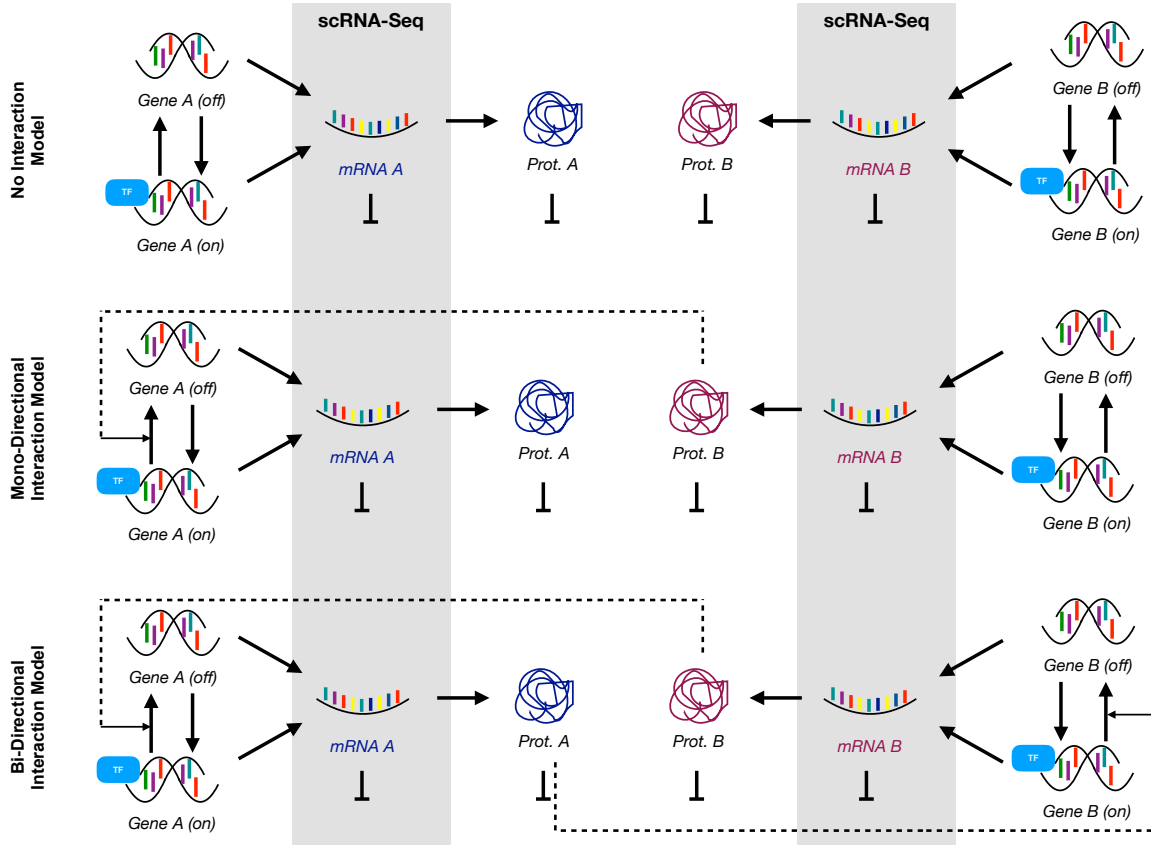 scRNA-Seq
scRNA-Seq
No Interaction
Model
Gene A (off)
TF
Gene A (on)
mRNA A
Prot. A
Prot. B
mRNA B
Gene B (off)
TF
Gene B (on)
Mono-Directional
Interaction Model
Gene A (off)
TF
Gene A (on)
mRNA A
Prot. A
Prot. B
mRNA B
Gene B (off)
TF
Gene B (on)
Bi-Directional
Interaction Model
Gene A (off)
TF
Gene A (on)
mRNA A
Prot. A
Prot. B
mRNA B
Gene B (off)
TF
Gene B (on)